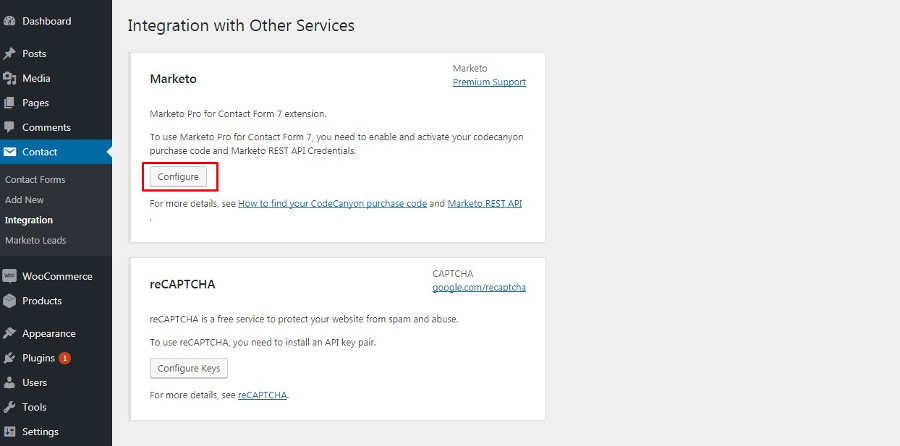 Dashboard
Posts
Media
Pages
Comments
Contact
Contact Forms
Add New
Integration
Marketo Leads
WOO
WooCommerce
Products
Appearance
Plugins 1
Users
Tools
Settings
Integration with Other Services
Marketo
Marketo
Premium Support
Marketo Pro for Contact Form 7 extension.
To use Marketo Pro for Contact Form 7, you need to enable and activate your codecanyon
purchase code and Marketo REST API Credentials.
Configure
For more details, see How to find your CodeCanyon purchase code and Marketo REST API
.
reCAPTCHA
CAPTCHA
google.com/recaptcha
reCAPTCHA is a free service to protect your website from spam and abuse.
To use reCAPTCHA, you need to install an API key pair.
Configure Keys
For more details, see reCAPTCHA.